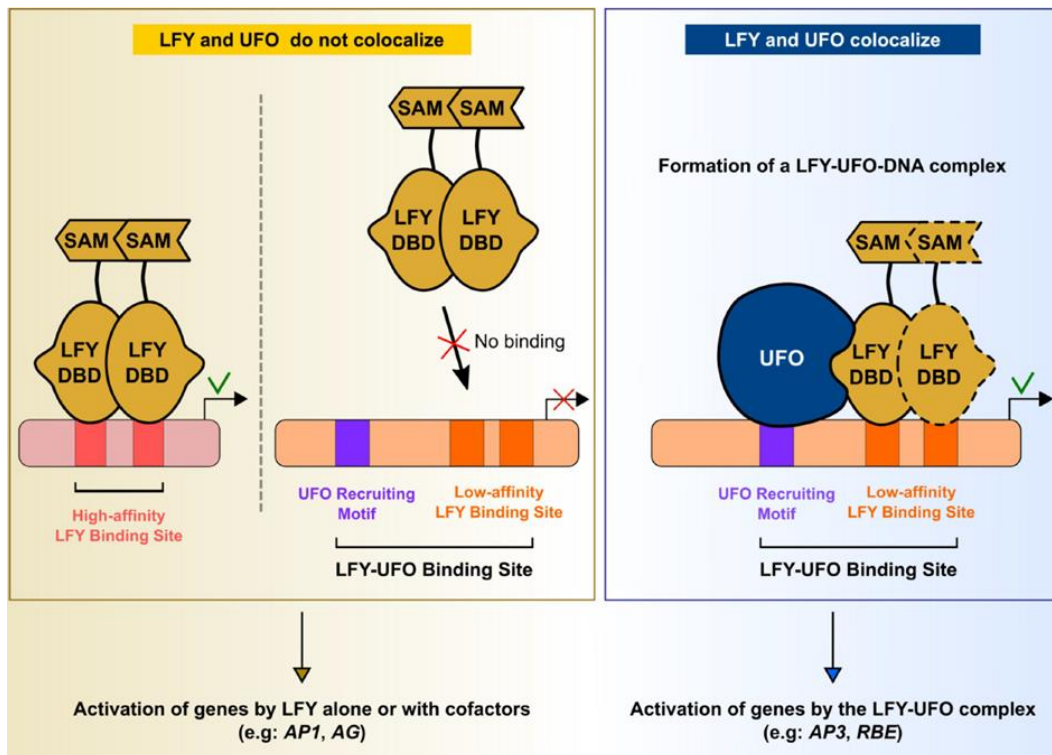 LFY and UFO do not colocalize
SAM SAM
LFY
DBD
LFY
DBD
No binding
SAM SAM
LFY
DBD
LFY
DBD
High-affinity
LFY Binding Site
UFO Recruiting
Motif
Low-affinity
LFY Binding Site
LFY-UFO Binding Site
Activation of genes by LFY alone or with cofactors
(e.g: AP1, AG)
LFY and UFO colocalize
Formation of a LFY-UFO-DNA complex
SAM SAM
UFO
LFY
DBD
LFY
DBD
UFO Recruiting
Motif
Low-affinity
LFY Binding Site
LFY-UFO Binding Site
Activation of genes by the LFY-UFO complex
(e.g: AP3, RBE)